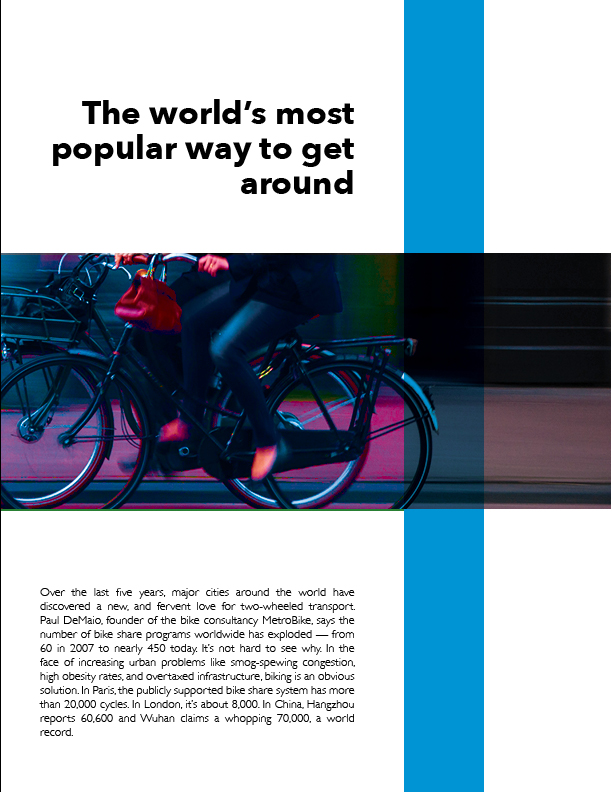 The world's most
popular way to get
around
Over the last five years, major cities around the world have
discovered a new, and fervent love for two-wheeled transport.
Paul DeMaio, founder of the bike consultancy MetroBike, says the
number of bike share programs worldwide has exploded — from
60 in 2007 to nearly 450 today. It's not hard to see why. In the
face of increasing urban problems like smog-spewing congestion,
high obesity rates, and overtaxed infrastructure, biking is an obvious
solution. In Paris, the publicly supported bike share system has more
than 20,000 cycles. In London, it's about 8,000. In China, Hangzhou
reports 60,600 and Wuhan claims a whopping 70,000, a world
record.